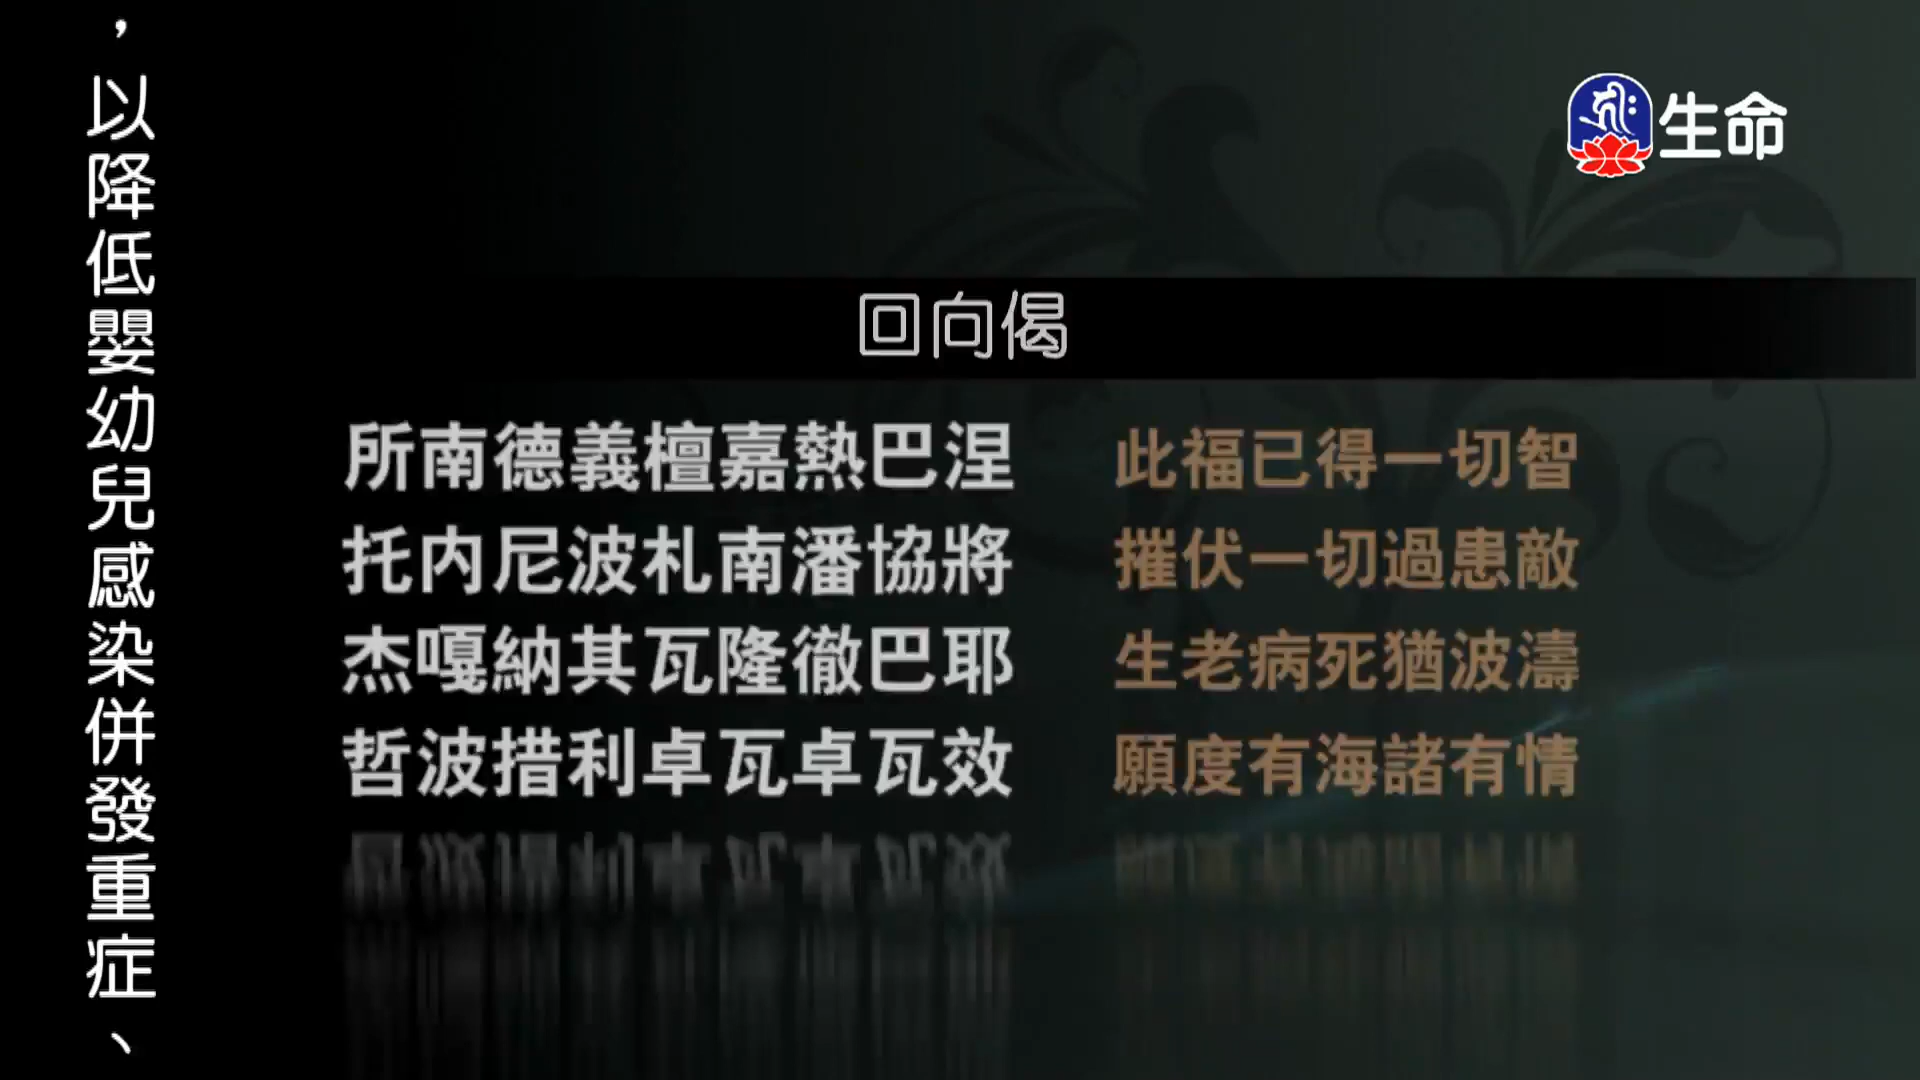 ，以降低嬰幼兒感染併發重症、
生命
回向偈
所南德義檀嘉熱巴涅 此福已得一切智
托内尼波札南潘協將 摧伏一切過患敵
杰嘎納其瓦隆徹巴耶 生老病死猶波濤
哲波措利卓瓦卓瓦效 願度有海諸有情